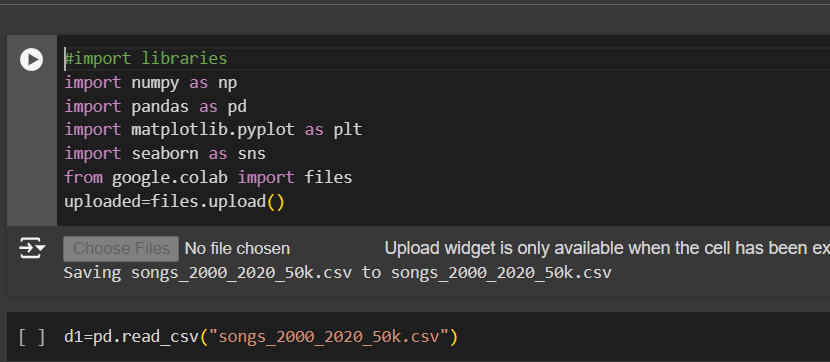 #import libraries
import numpy as np
import pandas as pd
import matplotlib.pyplot as plt
import seaborn as sns
from google.colab import files
uploaded=files.upload()
Choose Files No file chosen Upload widget is only available when the cell has been ex
Saving songs_2000_2020_50k.csv to songs_2000_2020_50k.csv
[ ] d1=pd.read_csv("songs_2000_2020_50k.csv")